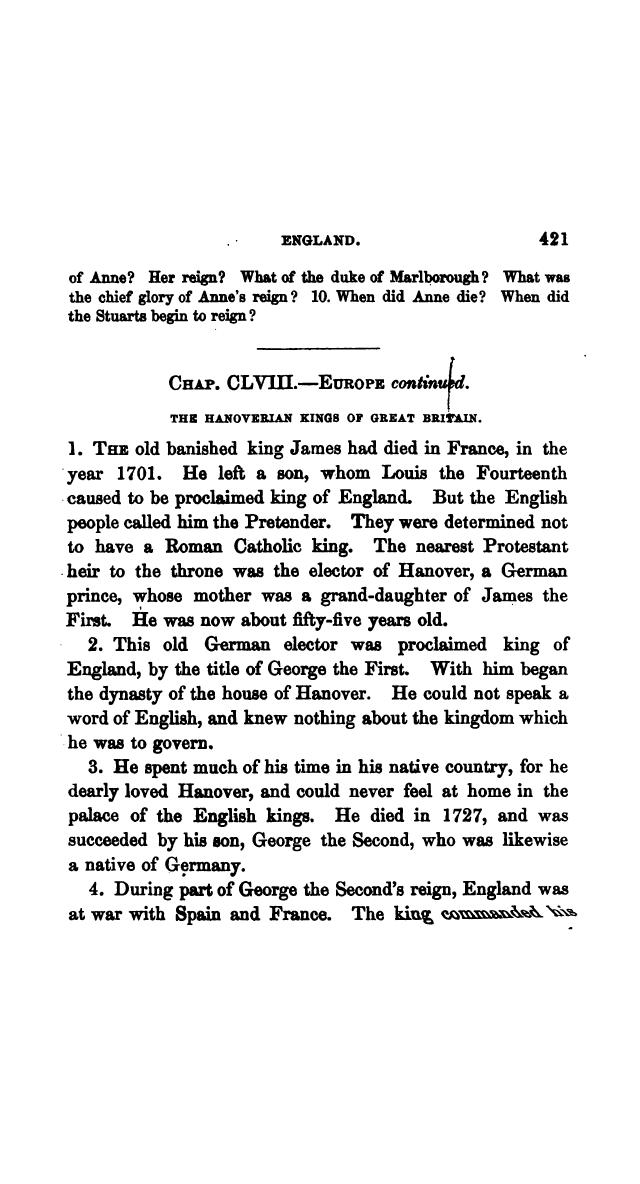 ENGLAND. 421
of Anne? Her reign? What of the duke of Marlborough? What was
the chief glory of Anne's reign? 10. When did Anne die? When did
the Stuarts begin to reign?
CHAP. CLVIII.—EUROPE continued.
THE HANOVERIAN KINGS OF GREAT BRITAIN.
1. THE old banished king James had died in France, in the
year 1701. He left a son, whom Louis the Fourteenth
caused to be proclaimed king of England. But the English
people called him the Pretender. They were determined not
to have a Roman Catholic king. The nearest Protestant
heir to the throne was the elector of Hanover, a German
prince, whose mother was a grand-daughter of James the
First. He was now about fifty-five years old.
2. This old German elector was proclaimed king of
England, by the title of George the First. With him began
the dynasty of the house of Hanover. He could not speak a
word of English, and knew nothing about the kingdom which
he was to govern.
3. He spent much of his time in his native country, for he
dearly loved Hanover, and could never feel at home in the
palace of the English kings. He died in 1727, and was
succeeded by his son, George the Second, who was likewise
a native of Germany.
4. During part of George the Second's reign, England was
at war with Spain and France. The king commanded his